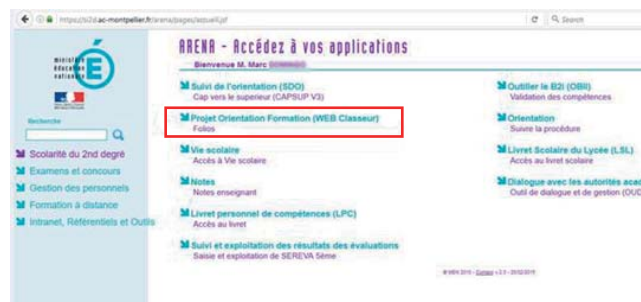 https://si2d.ac-montpellier.fr/arena/pages/accueil.jsf
Search
ministère
éducation
nationale
Recherche
Scolarité du 2nd degré
Examens et concours
Gestion des personnels
Formation à distance
Intranet, Référentiels et Outils
ARENA - Accédez à vos applications
Bienvenue M. Marc
Suivi de l'orientation (SDO)
Cap vers le superieur (CAPSUP V3)
Projet Orientation Formation (WEB Classeur)
Folios
Vie scolaire
Accès à Vie scolaire
Notes
Notes enseignant
Livret personnel de compétences (LPC)
Accès au livret
Suivi et exploitation des résultats des évaluations
Saisie et exploitation de SEREVA 5ème
Outiller le B2i (OBii)
Validation des compétences
Orientation
Suivre la procédure
Livret Scolaire du Lycée (LSL)
Accès au livret scolaire
Dialogue avec les autorités aca
Outil de dialogue et de gestion (OUG